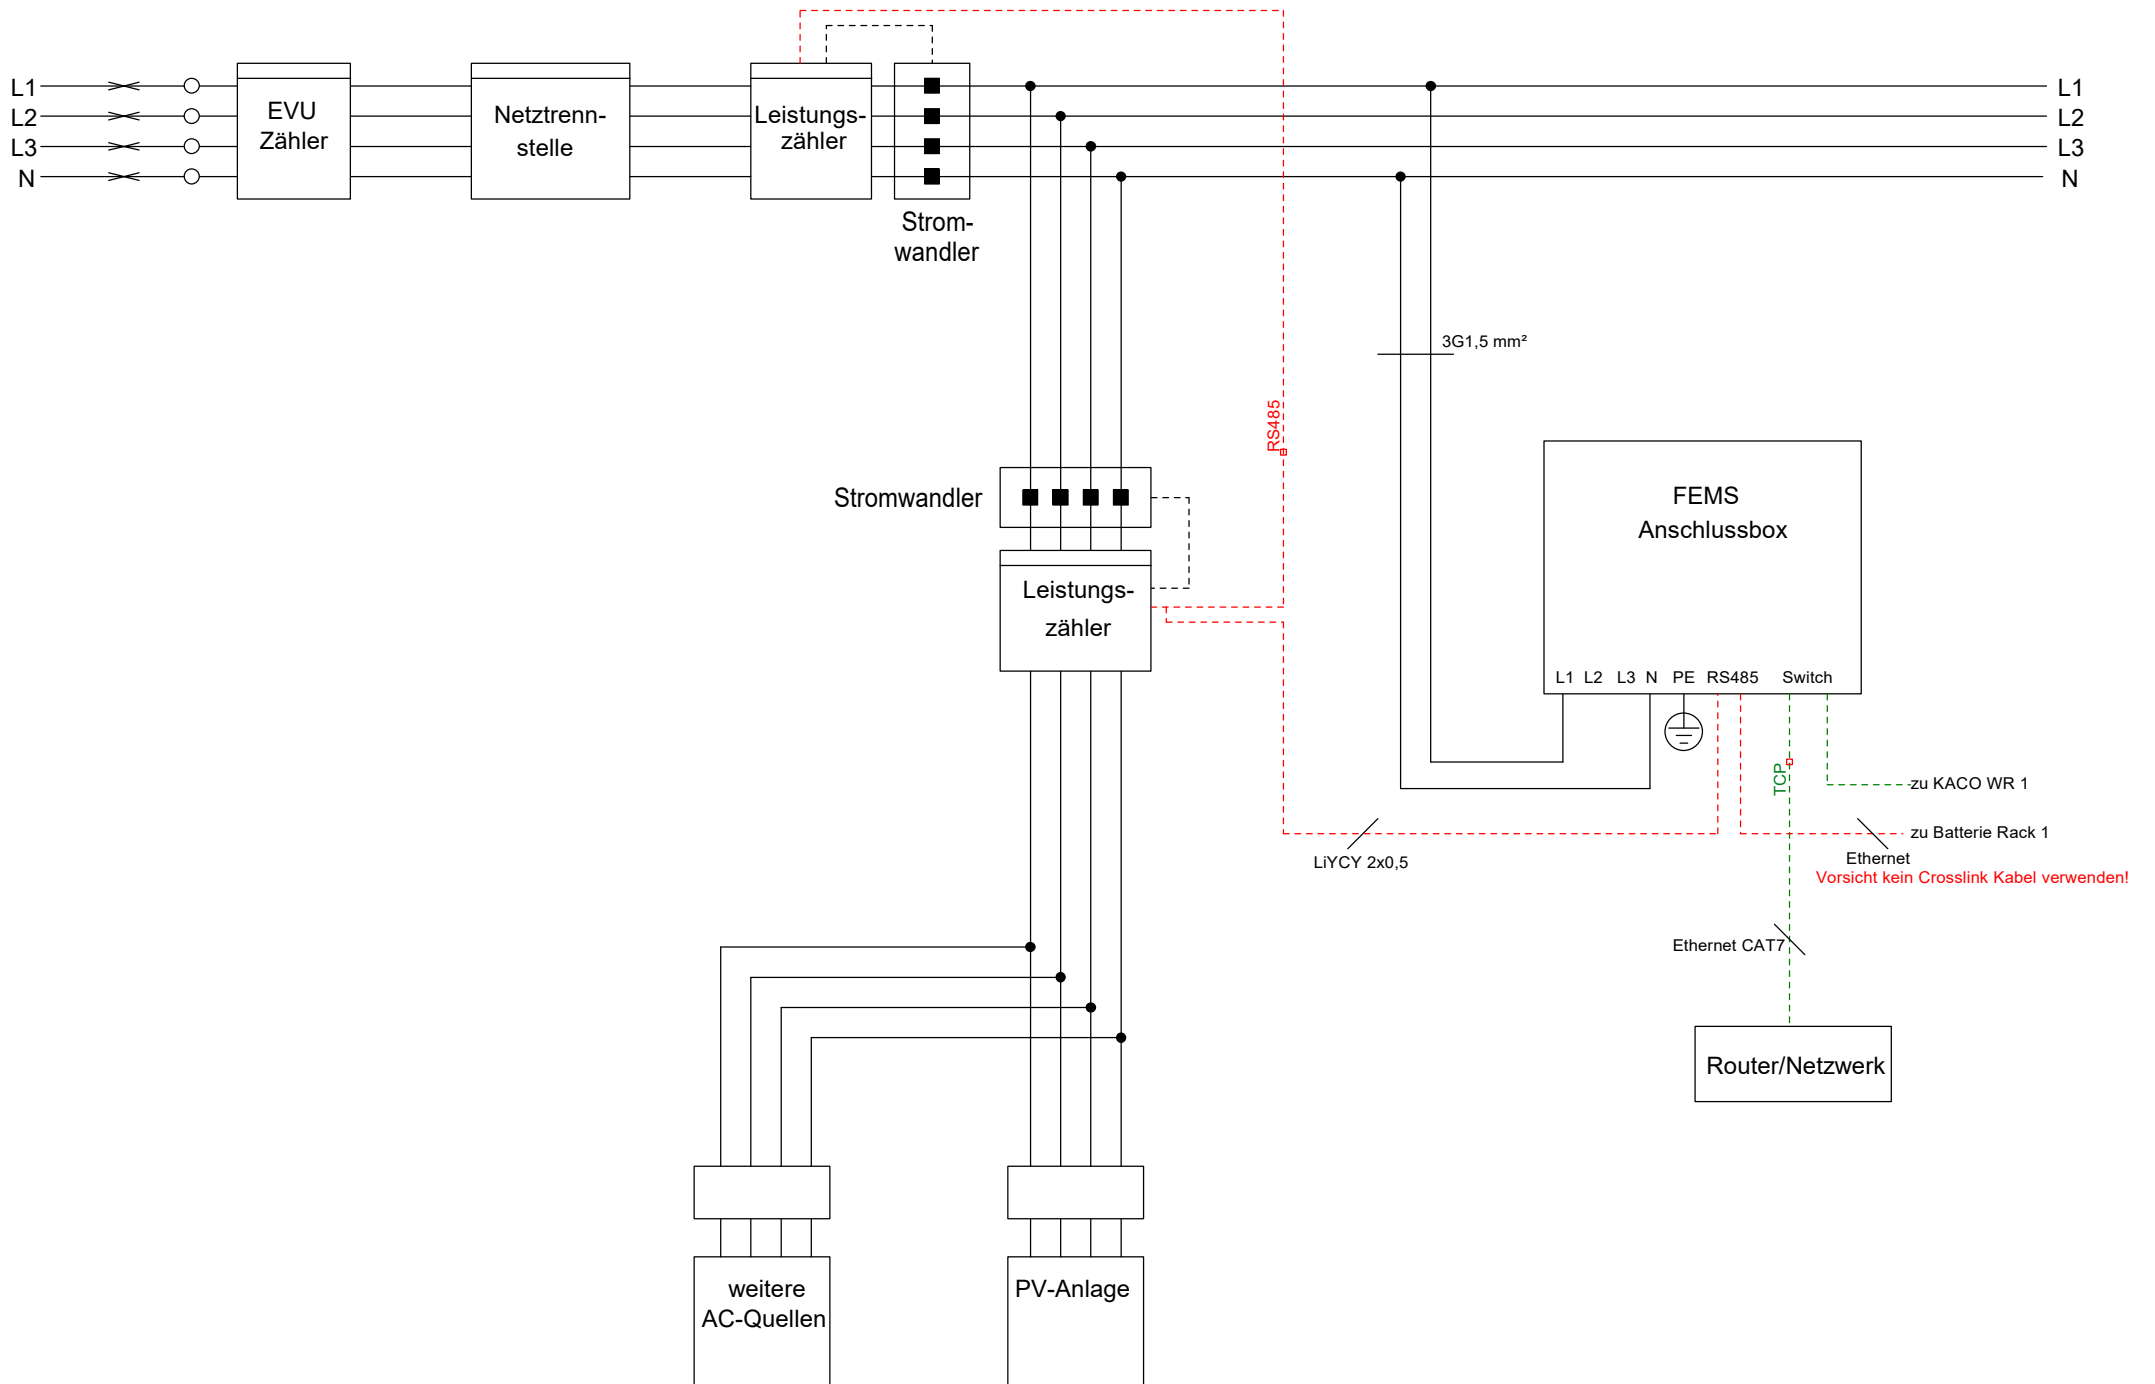 L1
L2
L3
N
EVU
Zähler
Netztrenn-
stelle
Leistungs-
zähler
Strom-
wandler
L1
L2
L3
N
3G1,5 mm²
RS485
Stromwandler
Leistungs-
zähler
FEMS
Anschlussbox
L1 L2 L3 N PE RS485 Switch
TCP
zu KACO WR 1
zu Batterie Rack 1
LiYCY 2x0,5
Ethernet
Vorsicht kein Crosslink Kabel verwenden!
Ethernet CAT7
Router/Netzwerk
weitere
AC-Quellen
PV-Anlage